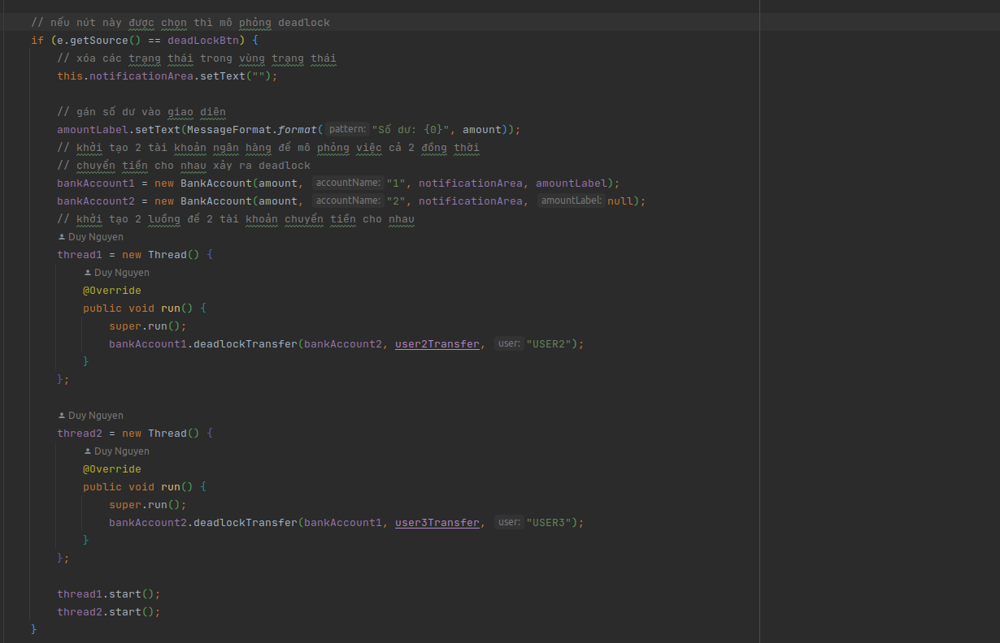 // nếu nút này được chọn thì mô phỏng deadlock
if (e.getSource() == deadLockBtn) {
// xóa các trạng thái trong vùng trạng thái
this.notificationArea.setText("");
// gán số dư vào giao diên
amountLabel.setText(MessageFormat.format( pattern: "Số dư: {0}", amount));
// khởi tạo 2 tài khoản ngân hàng để mô phỏng việc cả 2 đồng thời
// chuyển tiền cho nhau xảy ra deadlock
bankAccount1 = new BankAccount(amount, accountName: "1", notificationArea, amountLabel);
bankAccount2 = new BankAccount(amount, accountName: "2", notificationArea, amountLabel: null);
// khởi tạo 2 luồng để 2 tài khoản chuyển tiền cho nhau
Duy Nguyen
thread1 = new Thread() {
Duy Nguyen
@Override
public void run() {
super.run();
bankAccount1.deadlockTransfer(bankAccount2, user2Transfer, user: "USER2");
}
};
Duy Nguyen
thread2 = new Thread() {
Duy Nguyen
@Override
public void run() {
super.run();
bankAccount2.deadlockTransfer(bankAccount1, user3Transfer, user: "USER3");
}
};
thread1.start();
thread2.start();
}